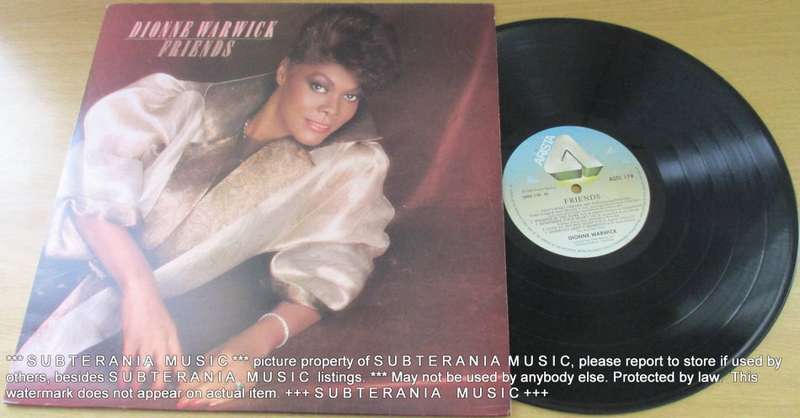 DIONNE WARWICK
FRIENDS
ARISTA
ASTL 179
FRIENDS
DIONNE WARWICK
*** S U B T E R A N I A M U S I C *** picture property of S U B T E R A N I A M U S I C, please report to store if used by
others, besides S U B T E R A N I A M U S I C listings. *** May not be used by anybody else. Protected by law. This
watermark does not appear on actual item. +++ S U B T E R A N I A M U S I C +++